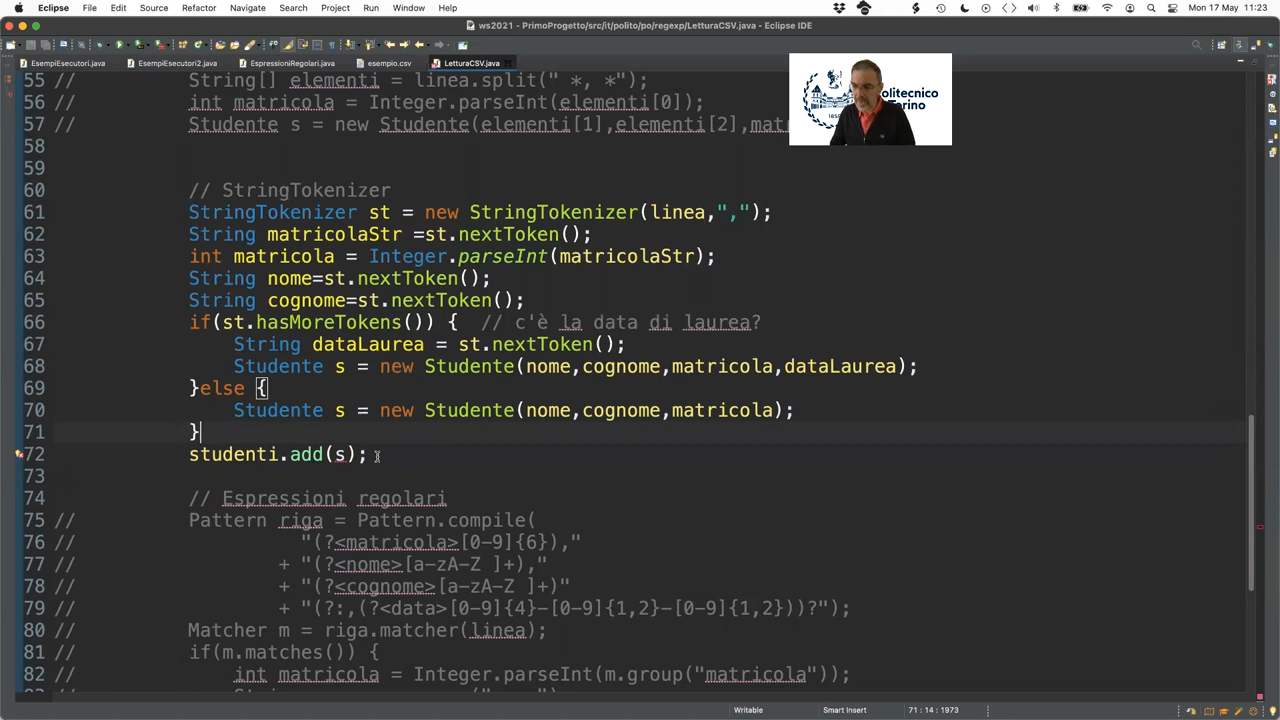 Eclipse File Edit Source Refactor Navigate Search Project Run Window Help Mon 17 May 11:23
ws2021 - PrimoProgetto/src/it/polito/po/regexp/LetturaCSV.java - Eclipse IDE
EsempiEsecutori.java EsempiEsecutori2.java EspressioniRegolari.java esempio.csv LetturaCSV.java
55 // String[] elementi = linea.split(" *, *");
56 // int matricola = Integer.parseInt(elementi[0]);
57 // Studente s = new Studente(elementi[1],elementi[2],mat
olitecnico
orino
58
59
60 // StringTokenizer
61 StringTokenizer st = new StringTokenizer(linea,",");
62 String matricolaStr =st.nextToken();
63 int matricola = Integer.parseInt(matricolaStr);
64 String nome=st.nextToken();
65 String cognome=st.nextToken();
66 if(st.hasMoreTokens()) { // c'è la data di laurea?
67 String dataLaurea = st.nextToken();
68 Studente s = new Studente(nome,cognome,matricola,dataLaurea);
69 }else {
70 Studente s = new Studente(nome,cognome,matricola);
71 }
72 studenti.add(s);
73
74 // Espressioni regolari
75 // Pattern riga = Pattern.compile(
76 // "(?<matricola>[0-9]{6}),"
77 // + "(?<nome>[a-zA-Z ]+),"
78 // + "(?<cognome>[a-zA-Z ]+)"
79 // + "(?:,(?<data>[0-9]{4}-[0-9]{1,2}-[0-9]{1,2}))?");
80 // Matcher m = riga.matcher(linea);
81 // if(m.matches()) {
82 // int matricola = Integer.parseInt(m.group("matricola"));
Writable Smart Insert 71 : 14 : 1973